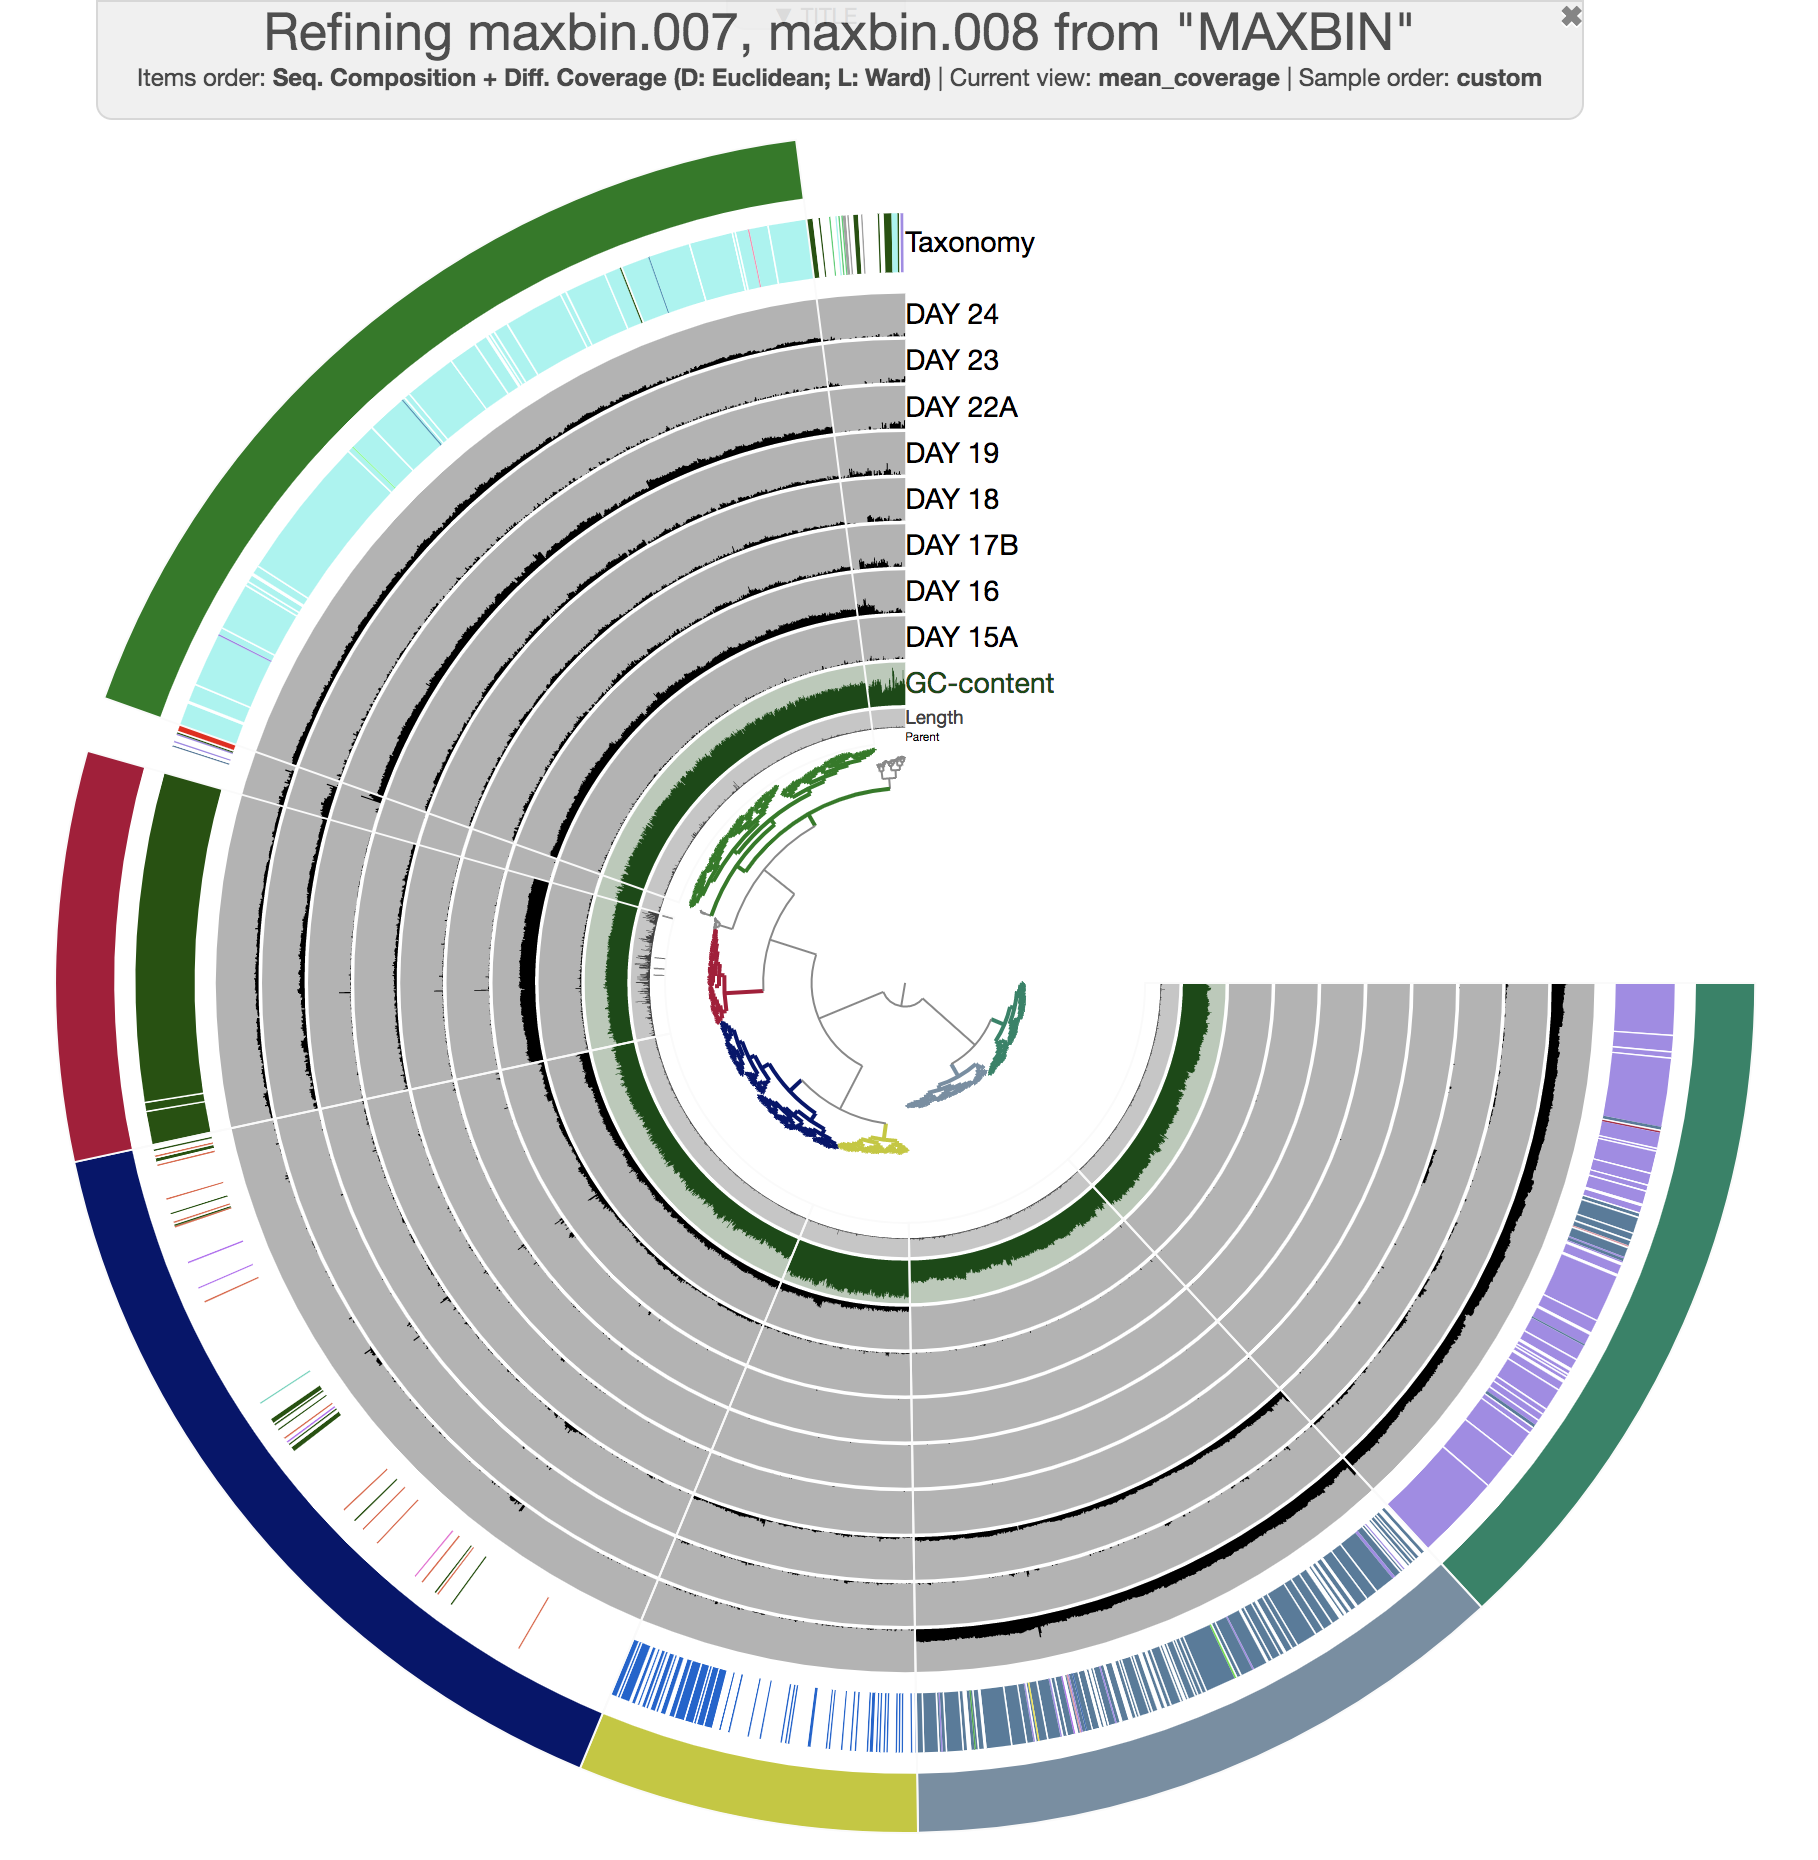 ▼ TITLE
Refining maxbin.007, maxbin.008 from "MAXBIN"
Items order: Seq. Composition + Diff. Coverage (D: Euclidean; L: Ward) | Current view: mean_coverage | Sample order: custom
Taxonomy
DAY 24
DAY 23
DAY 22A
DAY 19
DAY 18
DAY 17B
DAY 16
DAY 15A
GC-content
Length
Parent